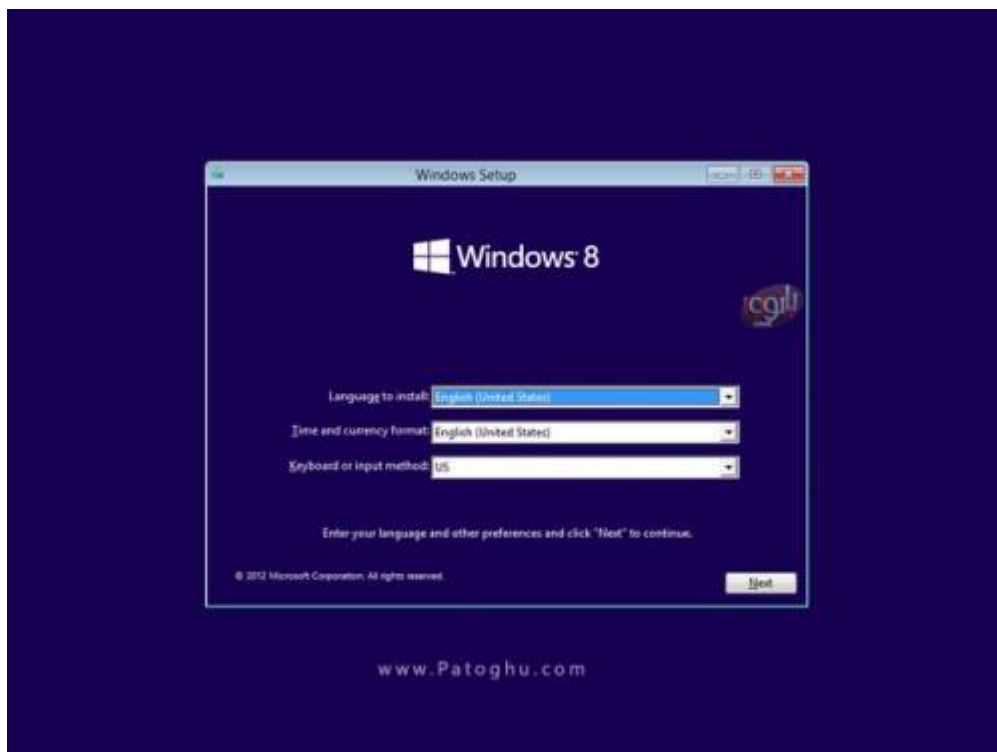 Windows Setup
Windows 8
Language to install: English (United States)
Time and currency format: English (United States)
Keyboard or input method: US
Enter your language and other preferences and click "Next" to continue.
© 2012 Microsoft Corporation. All rights reserved.
Next
www.Patoghu.com